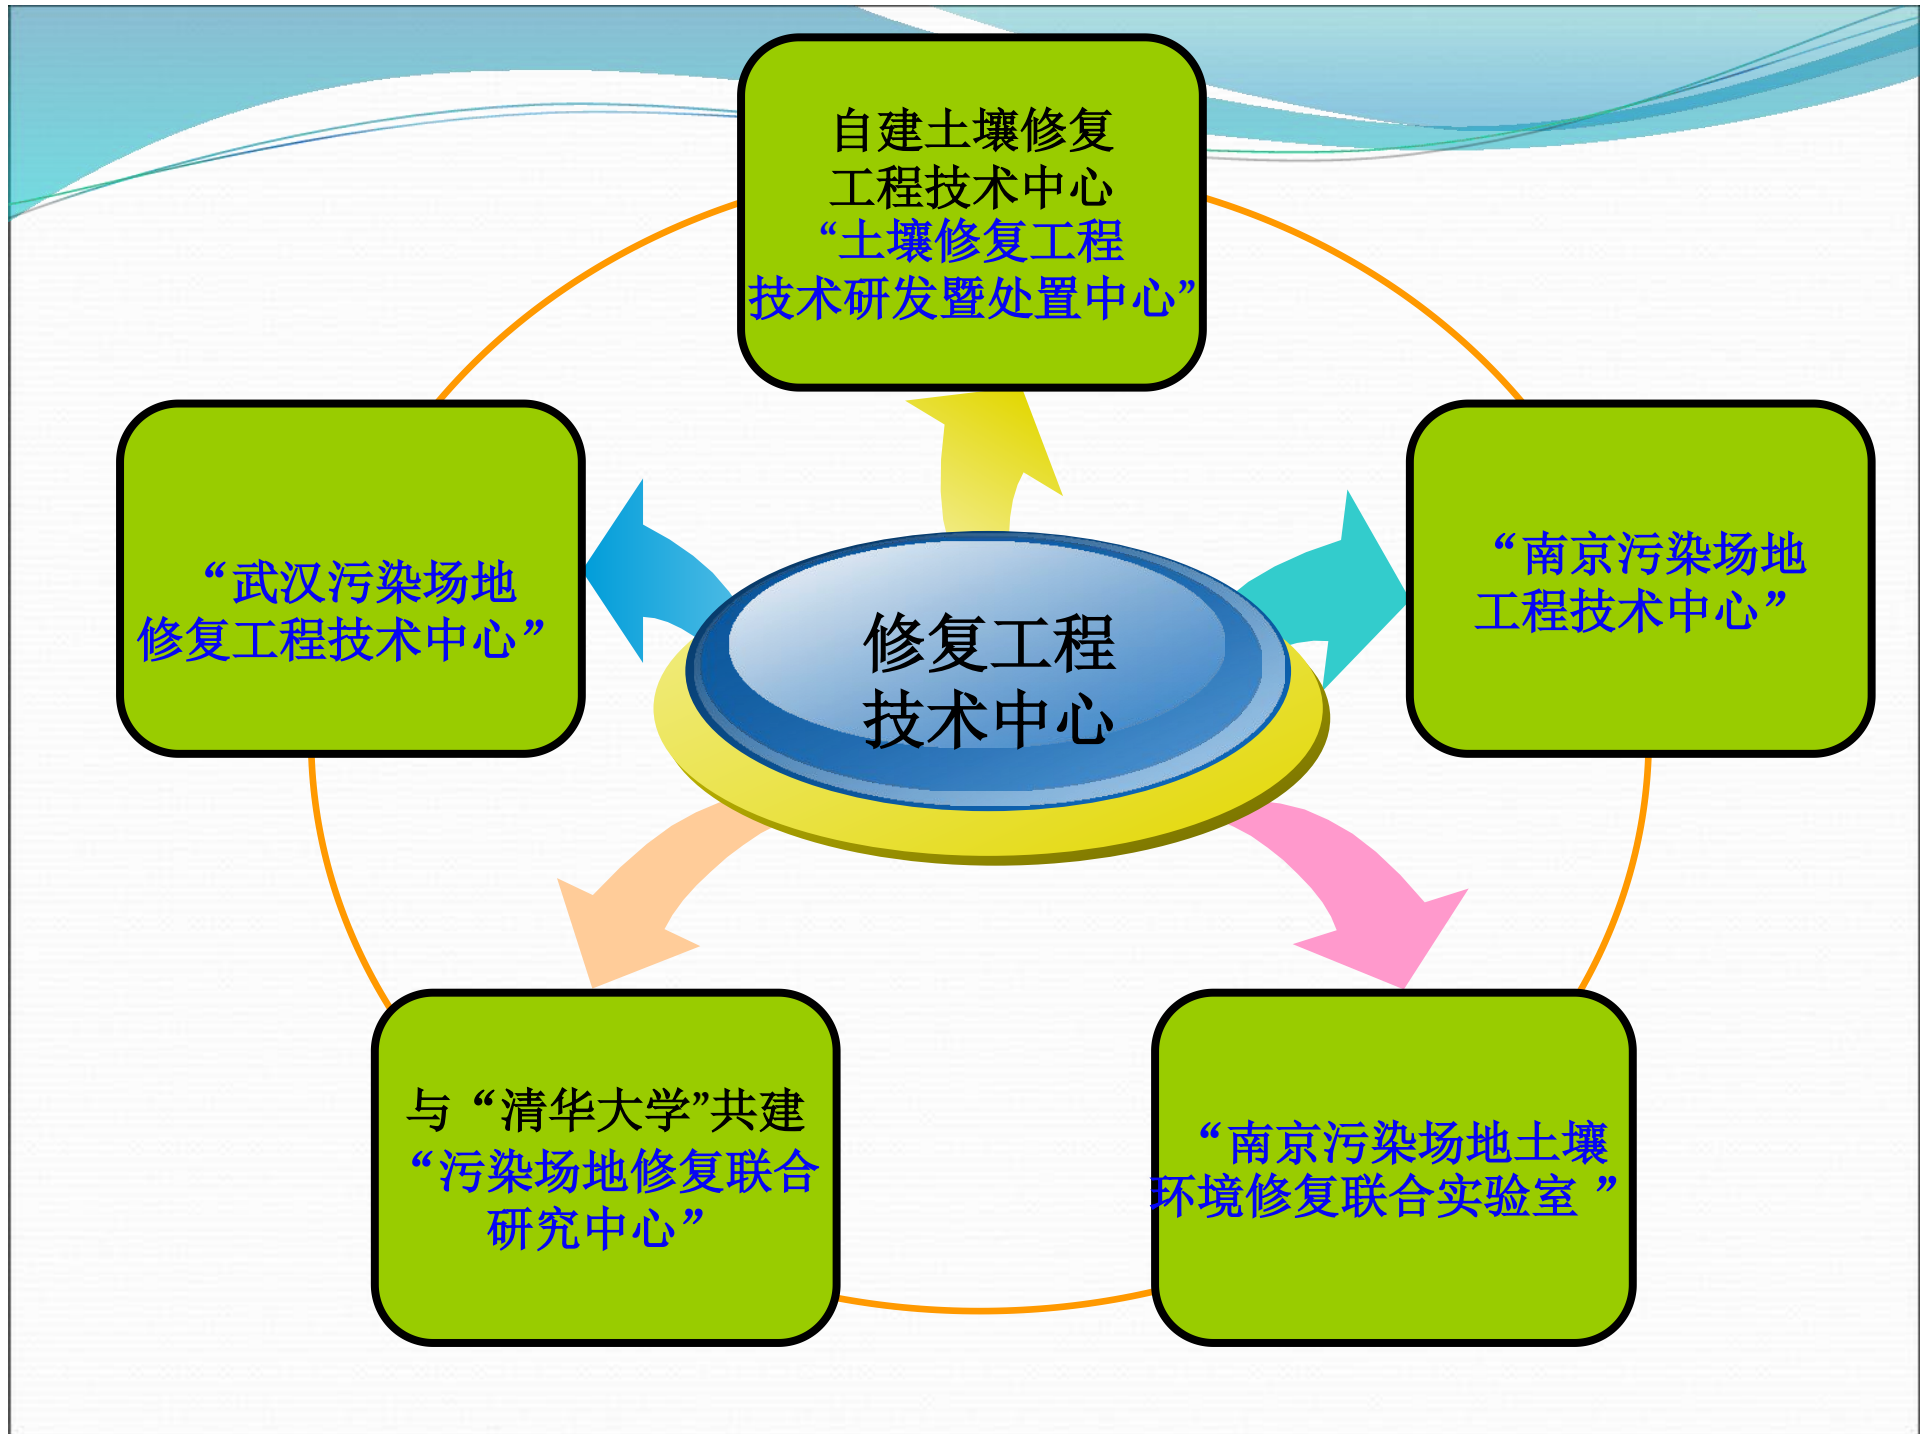 自建土壤修复
工程技术中心
“土壤修复工程
技术研发暨处置中心”
“武汉污染场地
修复工程技术中心”
“南京污染场地
工程技术中心”
修复工程
技术中心
与“清华大学”共建
“污染场地修复联合
研究中心”
“南京污染场地土壤
环境修复联合实验室 ”